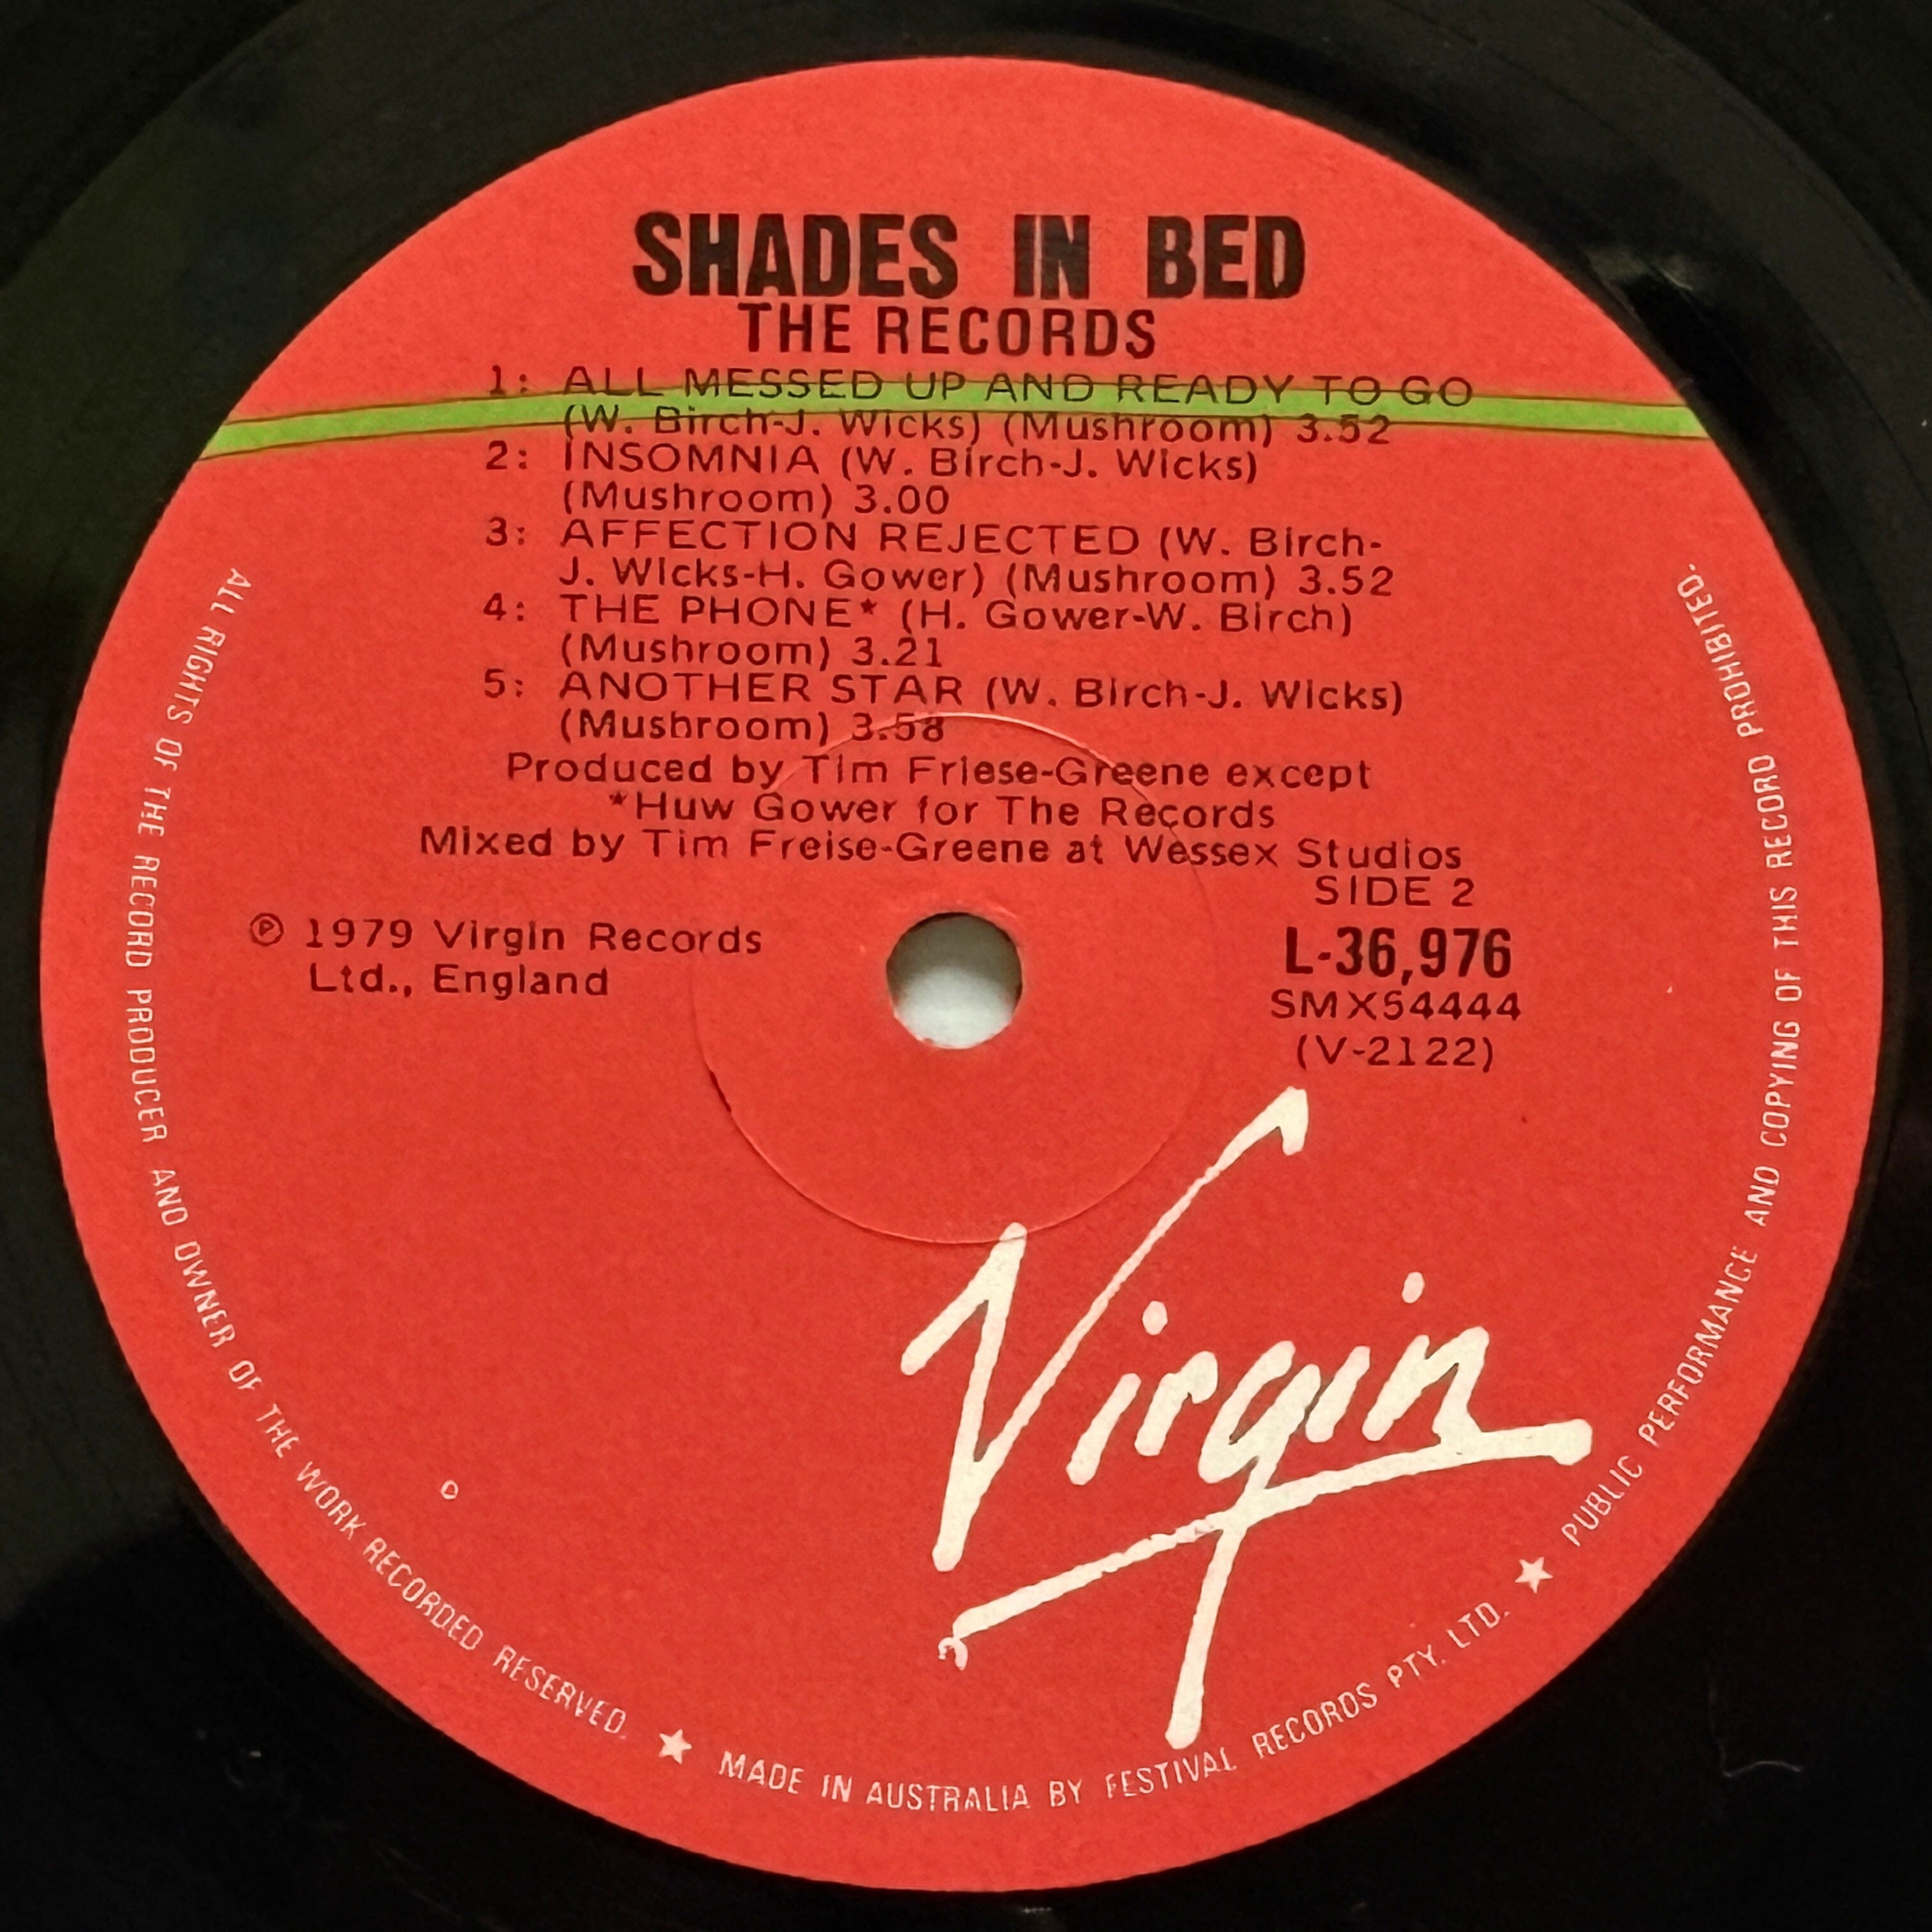 SHADES IN BED
THE RECORDS
1: ALL MESSED UP AND READY TO GO
(W. Birch-J. Wicks) (Mushroom) 3.52
2: INSOMNIA (W. Birch-J. Wicks)
(Mushroom) 3.00
3: AFFECTION REJECTED (W. Birch-
J. Wicks-H. Gower) (Mushroom) 3.52
4: THE PHONE* (H. Gower-W. Birch)
(Mushroom) 3.21
5: ANOTHER STAR (W. Birch-J. Wicks)
(Mushroom) 3.58
Produced by Tim Friese-Greene except
*Huw Gower for The Records
Mixed by Tim Freise-Greene at Wessex Studios
SIDE 2
℗ 1979 Virgin Records
Ltd., England
L-36,976
SMX54444
(V-2122)
Virgin
ALL RIGHTS OF THE RECORD PRODUCER AND OWNER OF THE WORK RECORDED RESERVED. ★ MADE IN AUSTRALIA BY FESTIVAL RECORDS PTY. LTD. ★ PUBLIC PERFORMANCE AND COPYING OF THIS RECORD PROHIBITED.